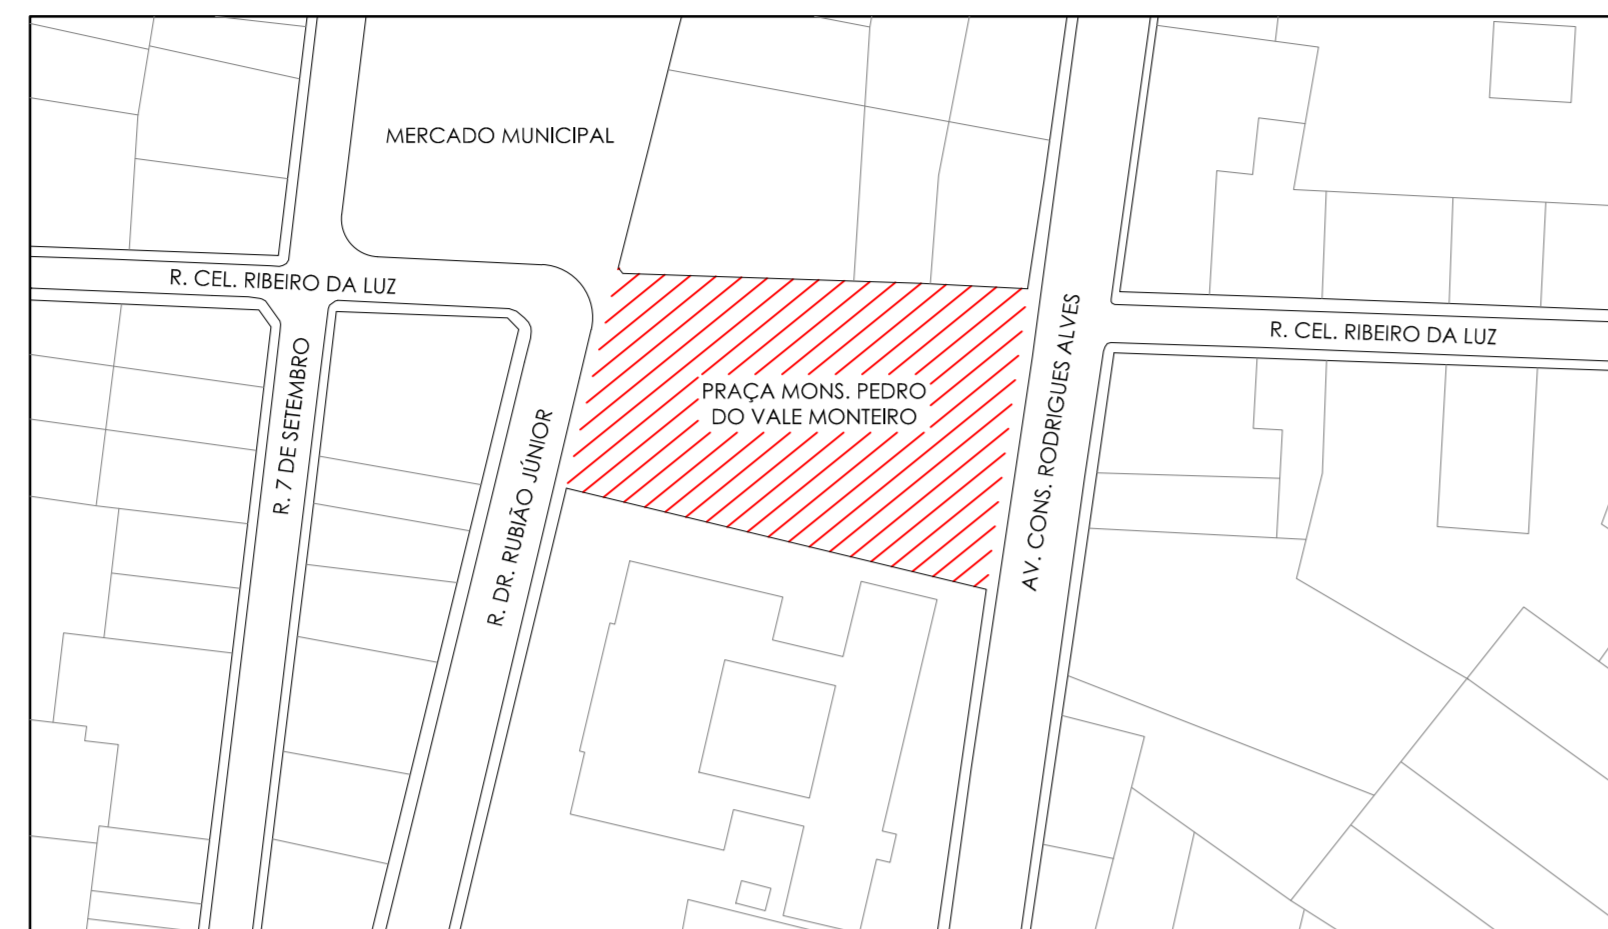 MERCADO MUNICIPAL
R. CEL. RIBEIRO DA LUZ
R. CEL. RIBEIRO DA LUZ
PRAÇA MONS. PEDRO
DO VALE MONTEIRO
R. 7 DE SETEMBRO
R. DR. RUBIÃO JÚNIOR
AV. CONS. RODRIGUES ALVES